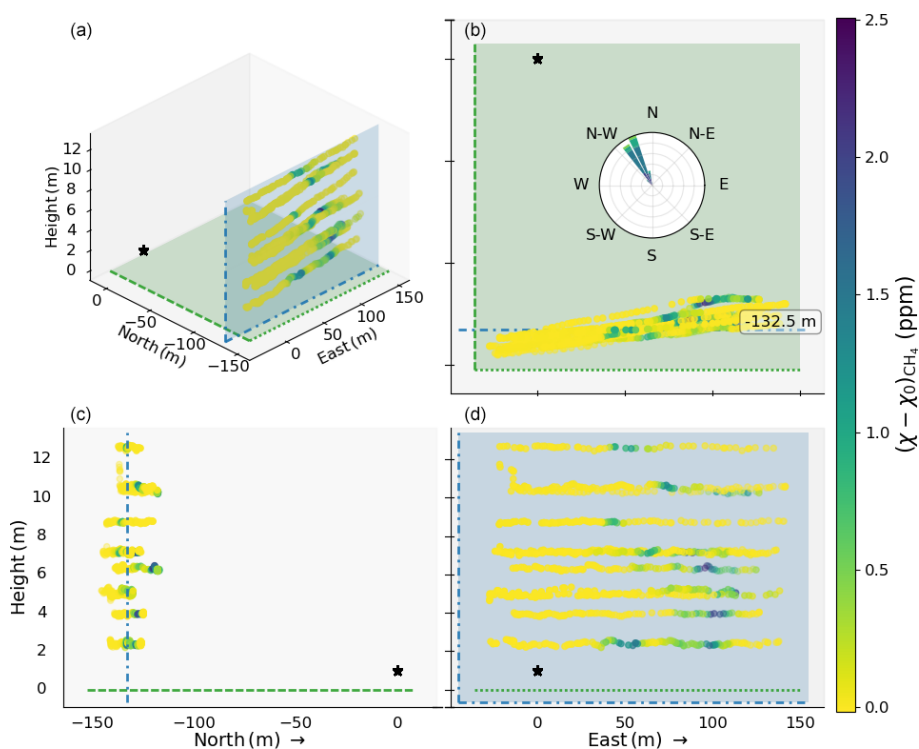 (a)
12
10
8
6
4
2
0
Height (m)
0
−50
−100
−150
North (m)
0
50
100
150
East (m)
(b)
N
N-W
N-E
W
E
S-W
S-E
S
-132.5 m
2.5
2.0
1.5
1.0
0.5
0.0
(χ − χ0)CH4 (ppm)
(c)
12
10
8
6
4
2
0
Height (m)
−150
−100
−50
0
North (m) →
(d)
0
50
100
150
East (m) →